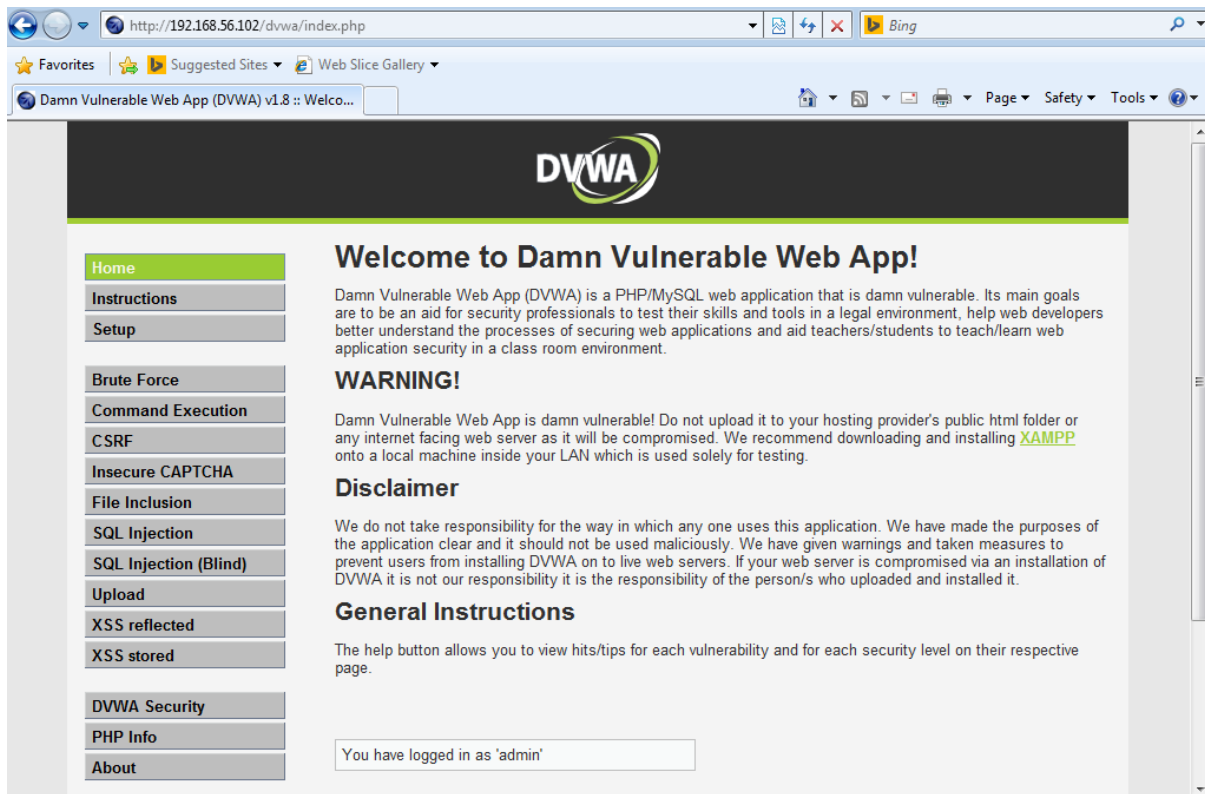 http://192.168.56.102/dvwa/index.php
Bing
Favorites
Suggested Sites
Web Slice Gallery
Damn Vulnerable Web App (DVWA) v1.8 :: Welco...
Page
Safety
Tools
DVWA
Home
Instructions
Setup
Brute Force
Command Execution
CSRF
Insecure CAPTCHA
File Inclusion
SQL Injection
SQL Injection (Blind)
Upload
XSS reflected
XSS stored
DVWA Security
PHP Info
About
Welcome to Damn Vulnerable Web App!
Damn Vulnerable Web App (DVWA) is a PHP/MySQL web application that is damn vulnerable. Its main goals
are to be an aid for security professionals to test their skills and tools in a legal environment, help web developers
better understand the processes of securing web applications and aid teachers/students to teach/learn web
application security in a class room environment.
WARNING!
Damn Vulnerable Web App is damn vulnerable! Do not upload it to your hosting provider's public html folder or
any internet facing web server as it will be compromised. We recommend downloading and installing XAMPP
onto a local machine inside your LAN which is used solely for testing.
Disclaimer
We do not take responsibility for the way in which any one uses this application. We have made the purposes of
the application clear and it should not be used maliciously. We have given warnings and taken measures to
prevent users from installing DVWA on to live web servers. If your web server is compromised via an installation of
DVWA it is not our responsibility it is the responsibility of the person/s who uploaded and installed it.
General Instructions
The help button allows you to view hits/tips for each vulnerability and for each security level on their respective
page.
You have logged in as 'admin'